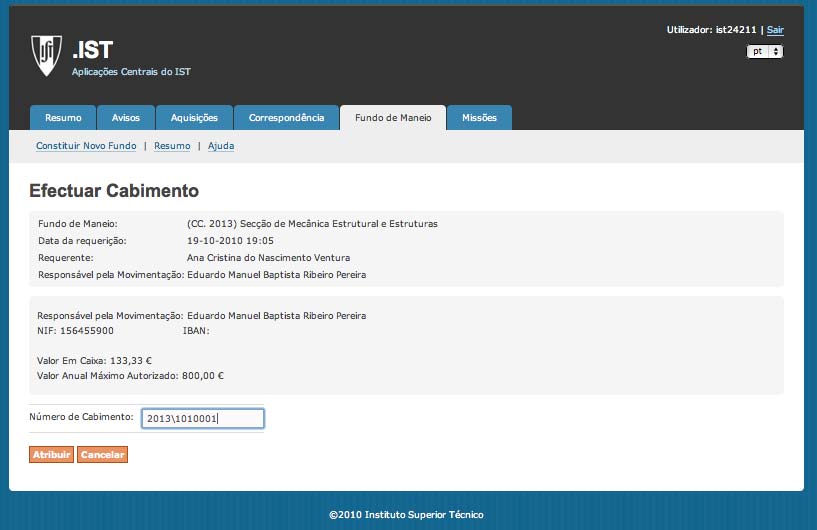 Utilizador: ist24211 | Sair
pt
.IST
Aplicações Centrais do IST
Resumo Avisos Aquisições Correspondência Fundo de Maneio Missões
Constituir Novo Fundo | Resumo | Ajuda
Efectuar Cabimento
Fundo de Maneio: (CC. 2013) Secção de Mecânica Estrutural e Estruturas
Data da requerição: 19-10-2010 19:05
Requerente: Ana Cristina do Nascimento Ventura
Responsável pela Movimentação: Eduardo Manuel Baptista Ribeiro Pereira
Responsável pela Movimentação: Eduardo Manuel Baptista Ribeiro Pereira
NIF: 156455900 IBAN:
Valor Em Caixa: 133,33 €
Valor Anual Máximo Autorizado: 800,00 €
Número de Cabimento: 2013\1010001
Atribuir Cancelar
©2010 Instituto Superior Técnico